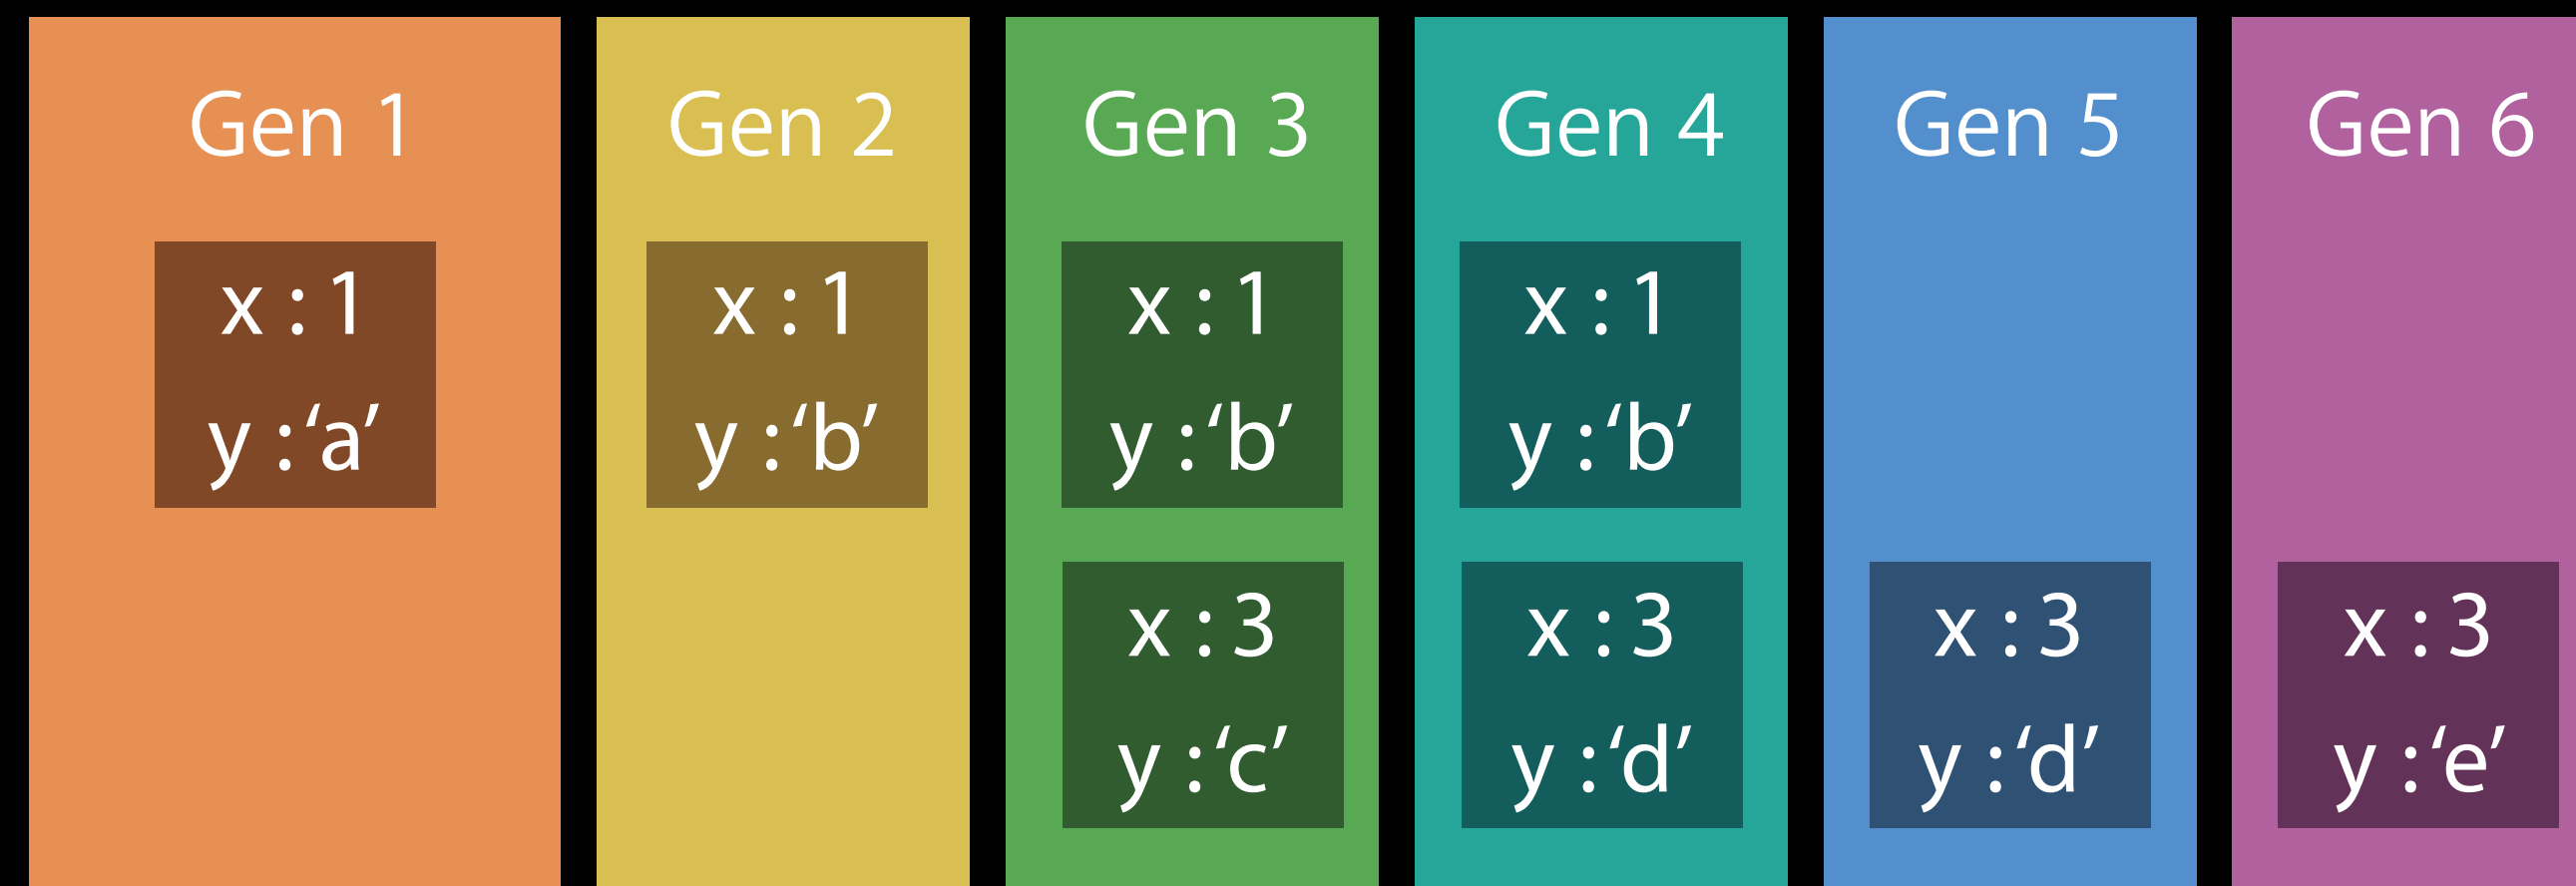 Gen 1
x : 1
y : ‘a’
Gen 2
x : 1
y : ‘b’
Gen 3
x : 1
y : ‘b’
x : 3
y : ‘c’
Gen 4
x : 1
y : ‘b’
x : 3
y : ‘d’
Gen 5
x : 3
y : ‘d’
Gen 6
x : 3
y : ‘e’